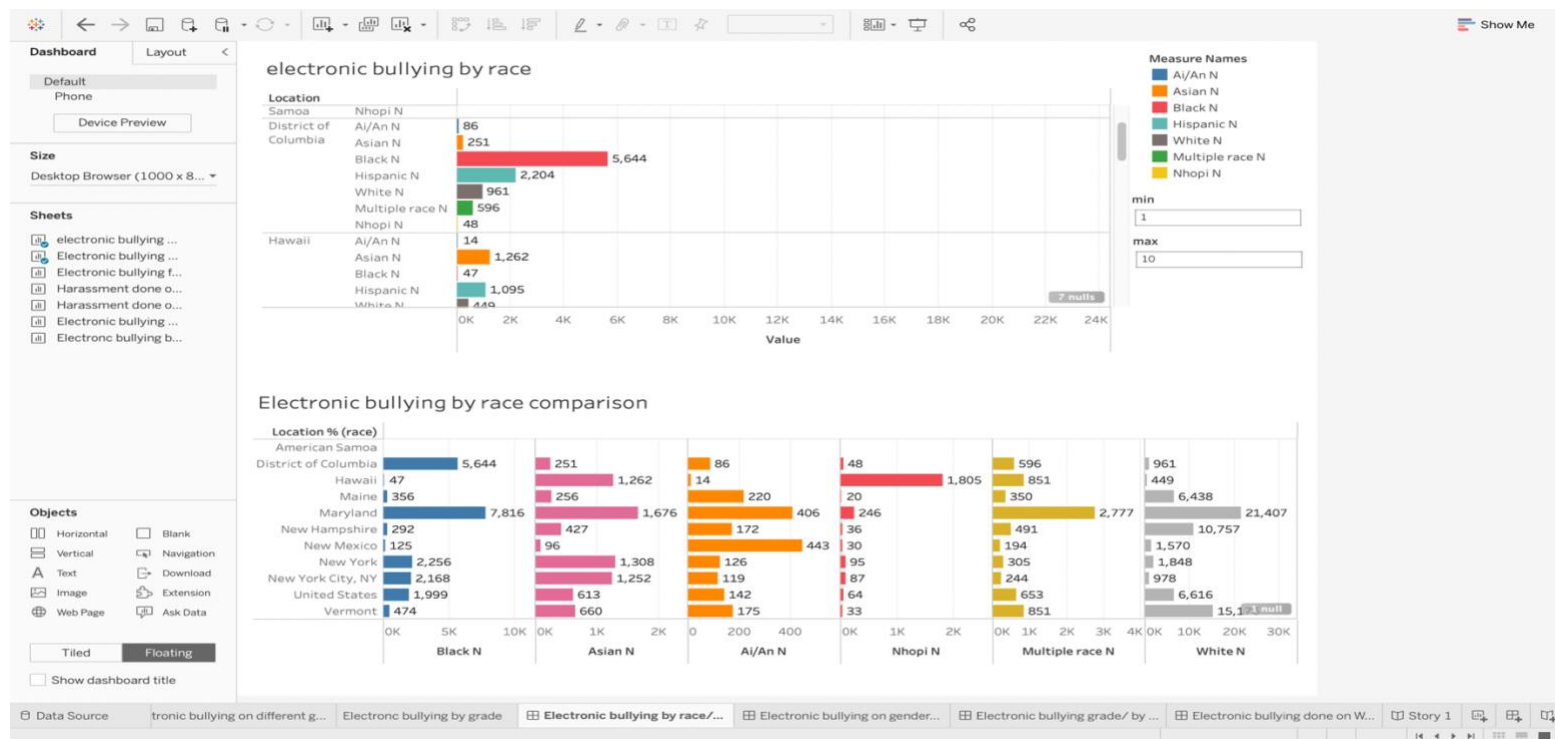 Show Me
Dashboard Layout <
Default
Phone
Device Preview
Size
Desktop Browser (1000 x 8...
Sheets
electronic bullying ...
Electronic bullying ...
Electronic bullying f...
Harassment done o...
Harassment done o...
Electronic bullying ...
Electronc bullying b...
Objects
Horizontal Blank
Vertical Navigation
Text Download
Image Extension
Web Page Ask Data
Tiled Floating
Show dashboard title
electronic bullying by race
Location
Samoa Nhopi N
District of Ai/An N 86
Columbia Asian N 251
Black N 5,644
Hispanic N 2,204
White N 961
Multiple race N 596
Nhopi N 48
Hawaii Ai/An N 14
Asian N 1,262
Black N 47
Hispanic N 1,095
White N 449
7 nulls
0K 2K 4K 6K 8K 10K 12K 14K 16K 18K 20K 22K 24K
Value
Measure Names
Ai/An N
Asian N
Black N
Hispanic N
White N
Multiple race N
Nhopi N
min
1
max
10
Electronic bullying by race comparison
Location % (race)
American Samoa
District of Columbia 5,644 251 86 48 596 961
Hawaii 47 1,262 14 1,805 851 449
Maine 356 256 220 20 350 6,438
Maryland 7,816 1,676 406 246 2,777 21,407
New Hampshire 292 427 172 36 491 10,757
New Mexico 125 96 443 30 194 1,570
New York 2,256 1,308 126 95 305 1,848
New York City, NY 2,168 1,252 119 87 244 978
United States 1,999 613 142 64 653 6,616
Vermont 474 660 175 33 851 15,1
1 null
0K 5K 10K 0K 1K 2K 0 200 400 0K 1K 2K 0K 1K 2K 3K 4K 0K 10K 20K 30K
Black N Asian N Ai/An N Nhopi N Multiple race N White N
Data Source tronic bullying on different g... Electronc bullying by grade Electronic bullying by race/... Electronic bullying on gender... Electronic bullying grade/ by ... Electronic bullying done on W... Story 1